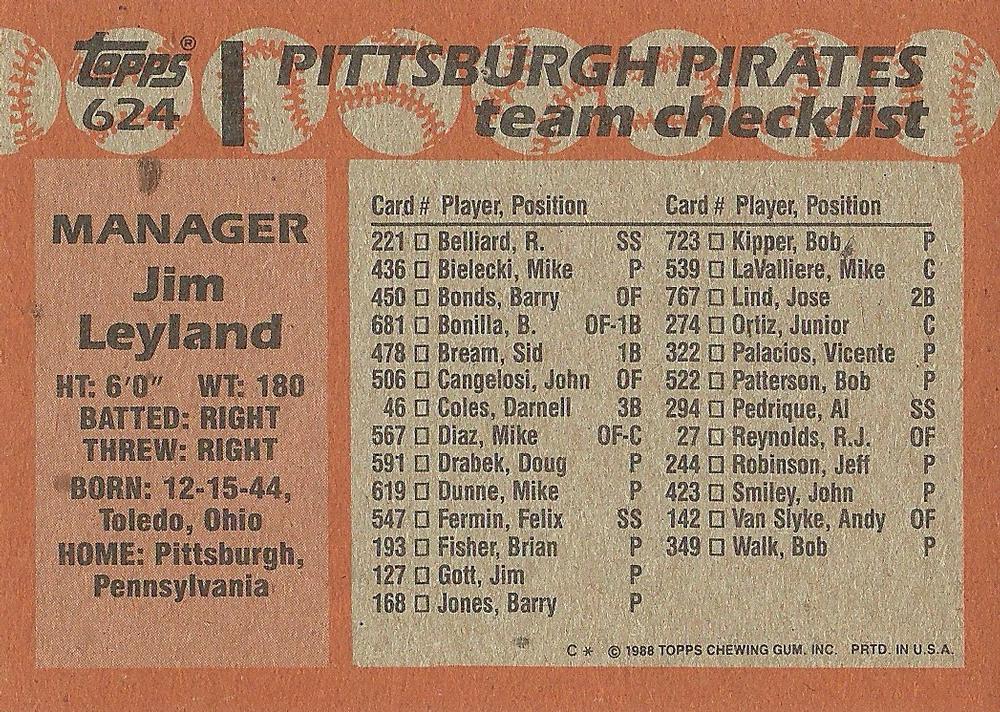 topps®
624
PITTSBURGH PIRATES
team checklist
MANAGER
Jim
Leyland
HT: 6'0" WT: 180
BATTED: RIGHT
THREW: RIGHT
BORN: 12-15-44,
Toledo, Ohio
HOME: Pittsburgh,
Pennsylvania
Card # Player, Position
221 □ Belliard, R. SS
436 □ Bielecki, Mike P
450 □ Bonds, Barry OF
681 □ Bonilla, B. OF-1B
478 □ Bream, Sid 1B
506 □ Cangelosi, John OF
46 □ Coles, Darnell 3B
567 □ Diaz, Mike OF-C
591 □ Drabek, Doug P
619 □ Dunne, Mike P
547 □ Fermin, Felix SS
193 □ Fisher, Brian P
127 □ Gott, Jim P
168 □ Jones, Barry P
Card # Player, Position
723 □ Kipper, Bob P
539 □ LaValliere, Mike C
767 □ Lind, Jose 2B
274 □ Ortiz, Junior C
322 □ Palacios, Vicente P
522 □ Patterson, Bob P
294 □ Pedrique, Al SS
27 □ Reynolds, R.J. OF
244 □ Robinson, Jeff P
423 □ Smiley, John P
142 □ Van Slyke, Andy OF
349 □ Walk, Bob P
C * © 1988 TOPPS CHEWING GUM. INC. PRTD. IN U.S.A.